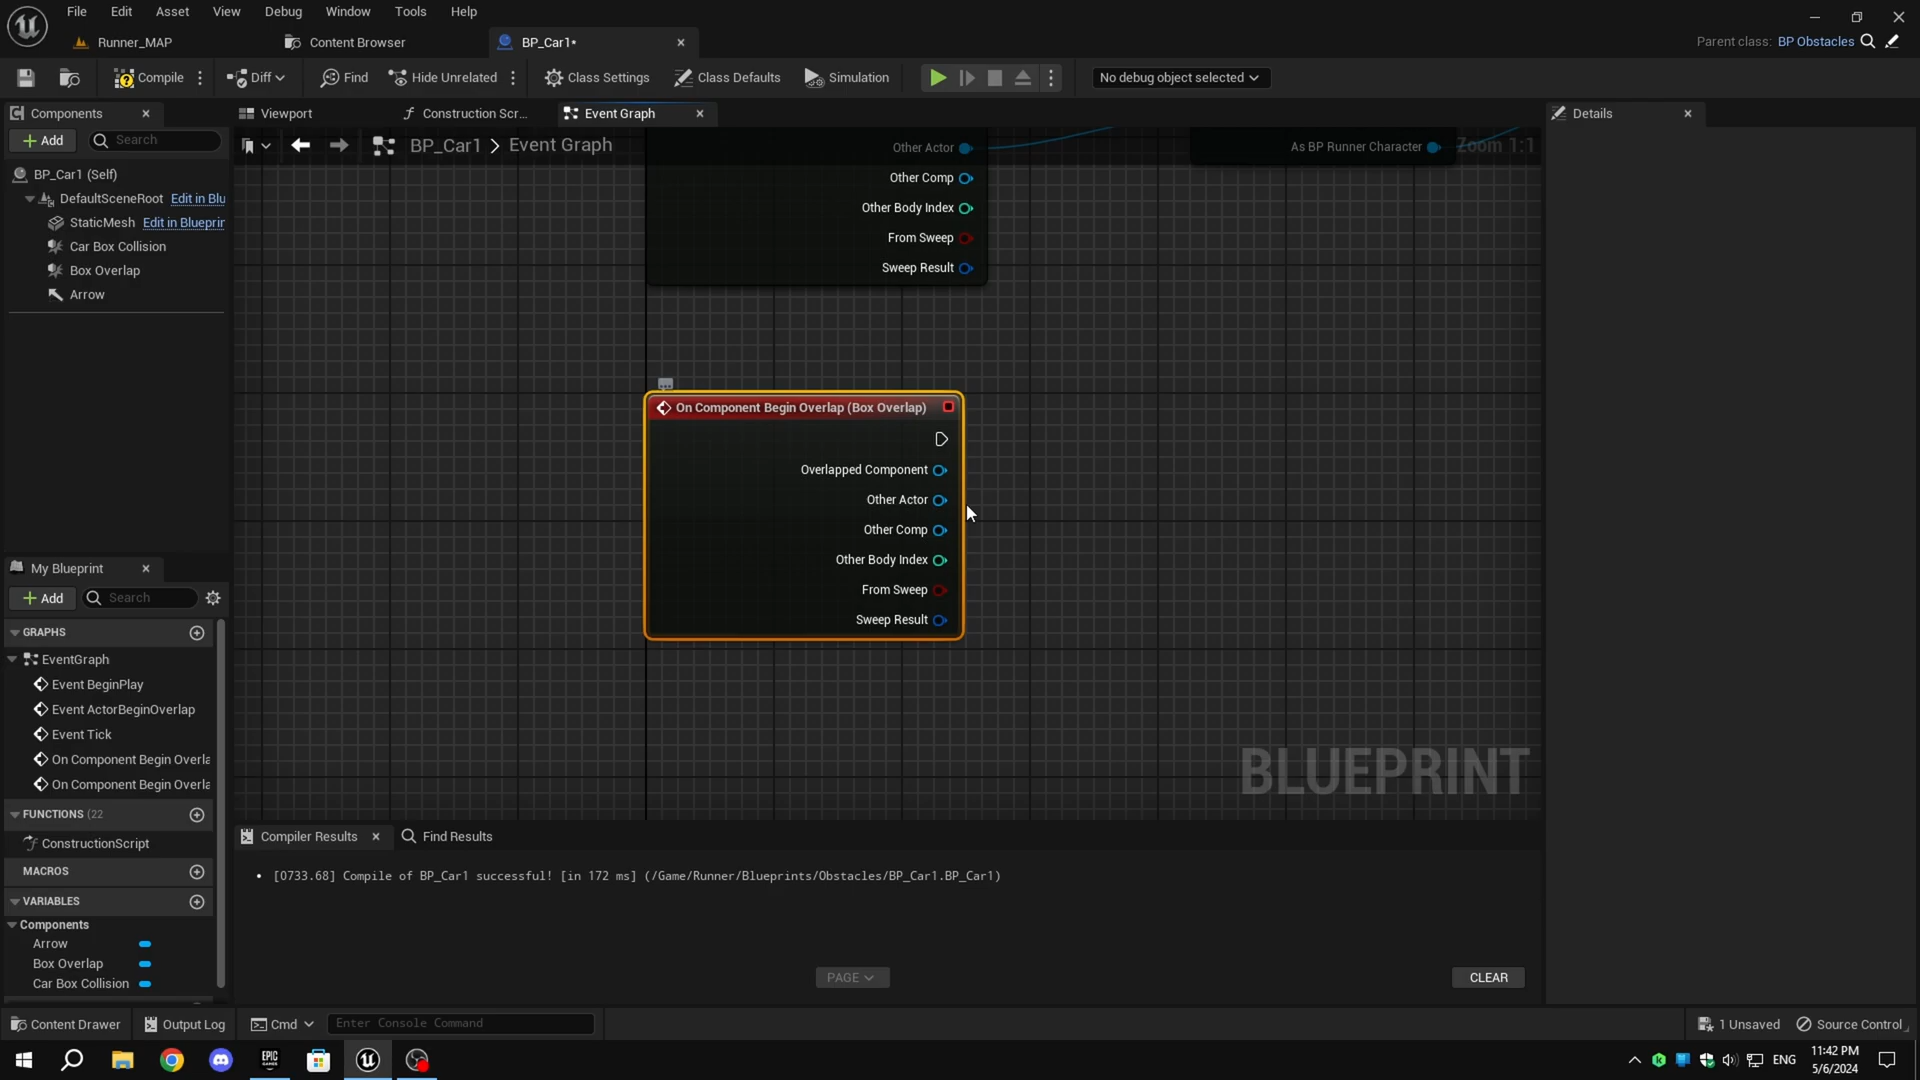 File Edit Asset View Debug Window Tools Help
Runner_MAP Content Browser BP_Car1*
Parent class: BP Obstacles
Compile Diff Find Hide Unrelated Class Settings Class Defaults Simulation No debug object selected
Components Viewport Construction Scr... Event Graph Details
Add Search
BP_Car1 > Event Graph
Zoom 1:1
BP_Car1 (Self)
DefaultSceneRoot Edit in Blu
StaticMesh Edit in Blueprin
Car Box Collision
Box Overlap
Arrow
Other Actor
Other Comp
Other Body Index
From Sweep
Sweep Result
As BP Runner Character
On Component Begin Overlap (Box Overlap)
Overlapped Component
Other Actor
Other Comp
Other Body Index
From Sweep
Sweep Result
BLUEPRINT
My Blueprint
Add Search
GRAPHS
EventGraph
Event BeginPlay
Event ActorBeginOverlap
Event Tick
On Component Begin Overla
On Component Begin Overla
FUNCTIONS (22
ConstructionScript
MACROS
VARIABLES
Components
Arrow
Box Overlap
Car Box Collision
Compiler Results Find Results
• [0733.68] Compile of BP_Car1 successful! [in 172 ms] (/Game/Runner/Blueprints/Obstacles/BP_Car1.BP_Car1)
PAGE CLEAR
Content Drawer Output Log Cmd Enter Console Command 1 Unsaved Source Control
EPIC GAMES
ENG
11:42 PM
5/6/2024